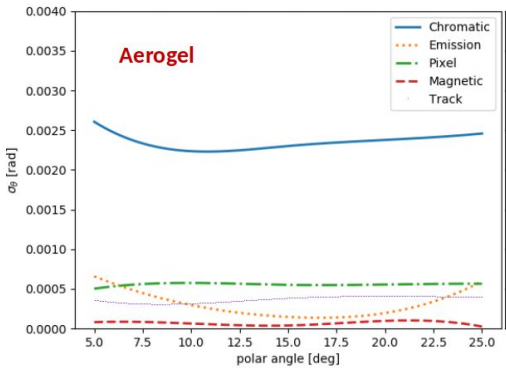 0.0040
0.0035
0.0030
0.0025
0.0020
0.0015
0.0010
0.0005
0.0000
σθ [rad]
Aerogel
Chromatic
Emission
Pixel
Magnetic
Track
5.0 7.5 10.0 12.5 15.0 17.5 20.0 22.5 25.0
polar angle [deg]